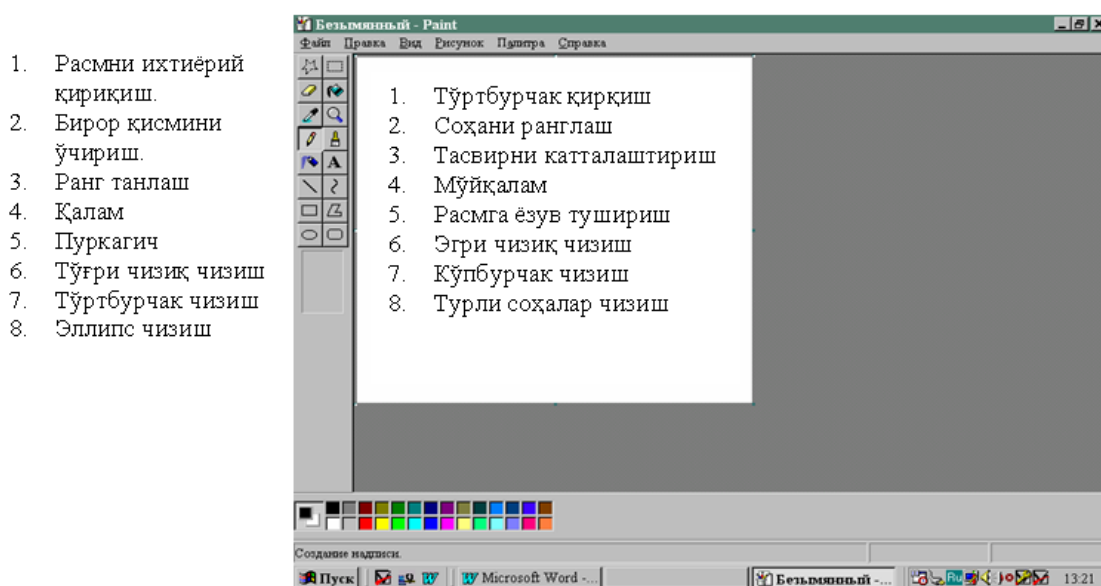 1. Расмни ихтиёрий
қириқиш.
2. Бирор қисмини
ўчириш.
3. Ранг танлаш
4. Қалам
5. Пуркагич
6. Тўғри чизиқ чизиш
7. Тўртбурчак чизиш
8. Эллипс чизиш
Безымянный - Paint
Файл Правка Вид Рисунок Палитра Справка
A
1. Тўртбурчак қирқиш
2. Соҳани ранглаш
3. Тасвирни катталаштириш
4. Мўйқалам
5. Расмга ёзув тушириш
6. Эгри чизиқ чизиш
7. Кўпбурчак чизиш
8. Турли соҳалар чизиш
Создание надписи.
Пуск Microsoft Word -... Безымянный -... Ru 13:21